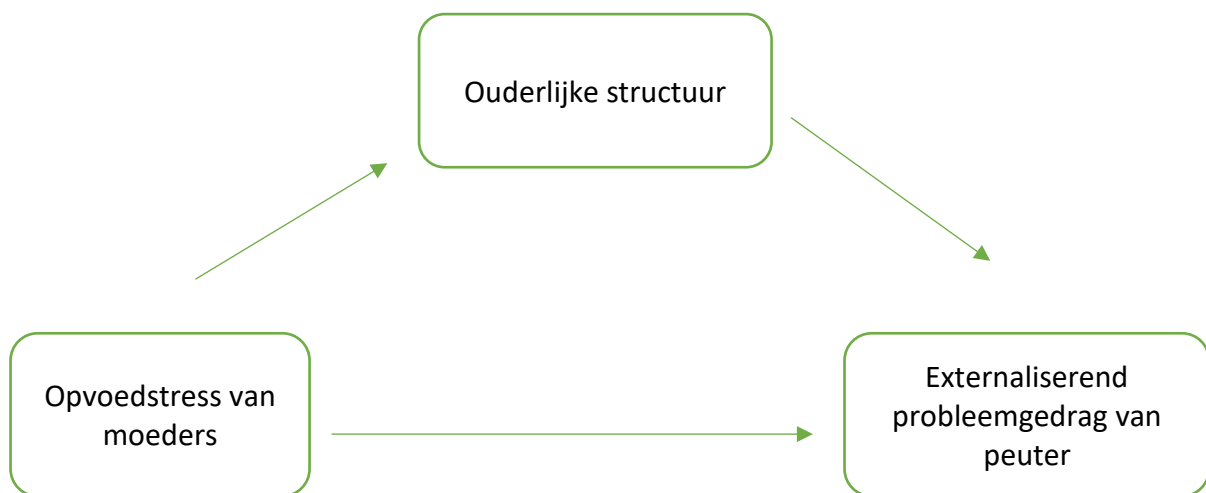 Ouderlijke structuur
Opvoedstress van
moeders
Externaliserend
probleemgedrag van
peuter